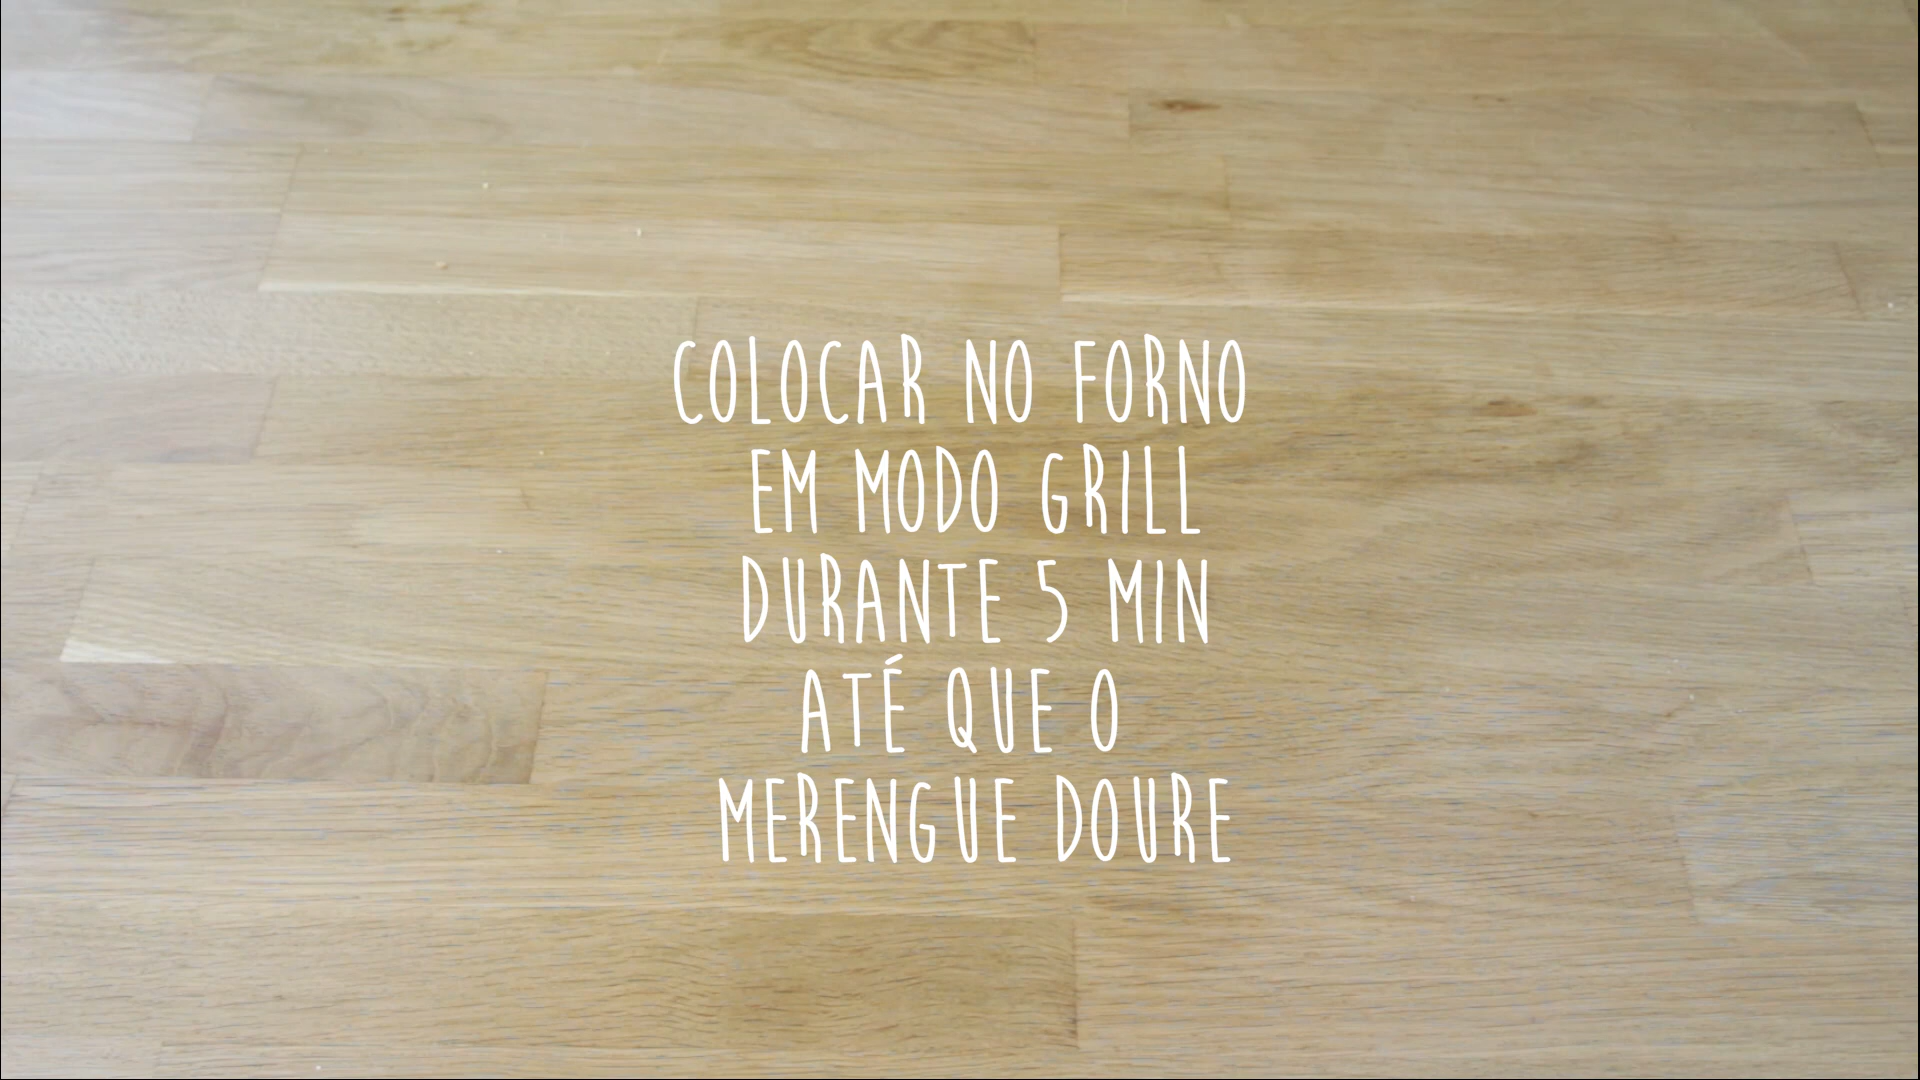 COLOCAR NO FORNO
EM MODO GRILL
DURANTE 5 MIN
ATÉ QUE O
MERENGUE DOURE